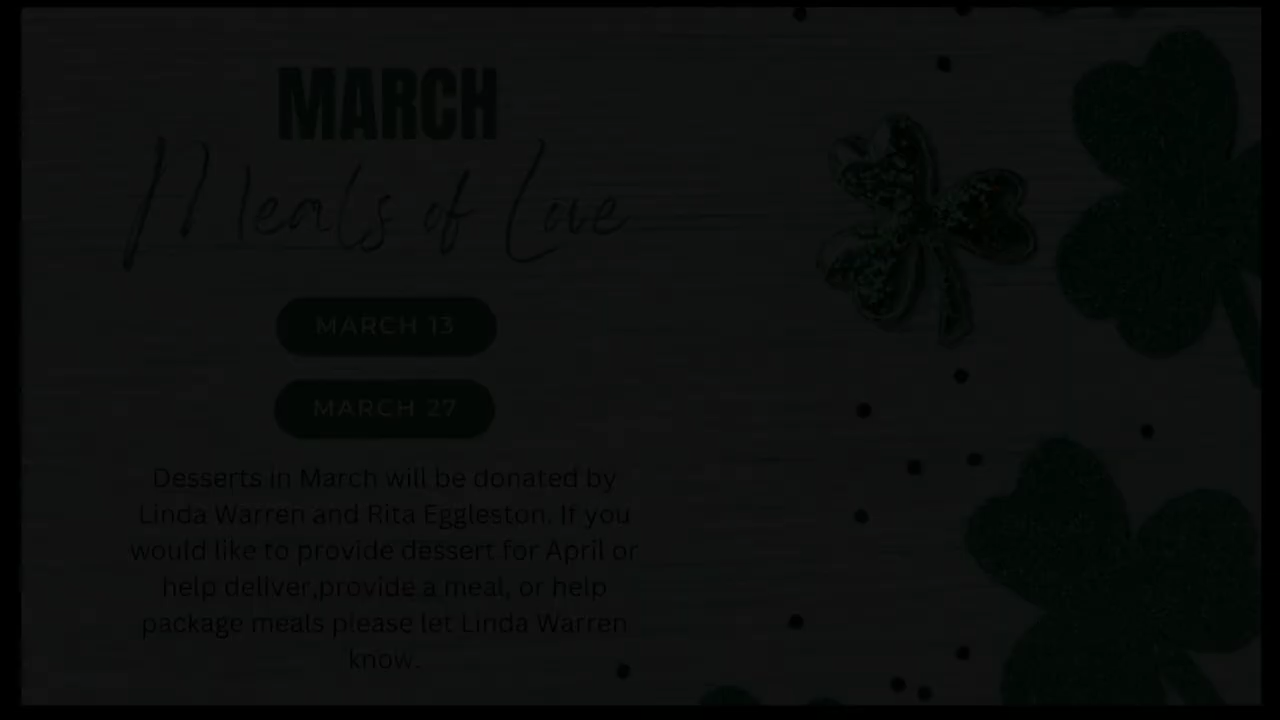 MARCH
Meals of Love
MARCH 13
MARCH 27
Desserts in March will be donated by
Linda Warren and Rita Eggleston. If you
would like to provide dessert for April or
help deliver,provide a meal, or help
package meals please let Linda Warren
know.